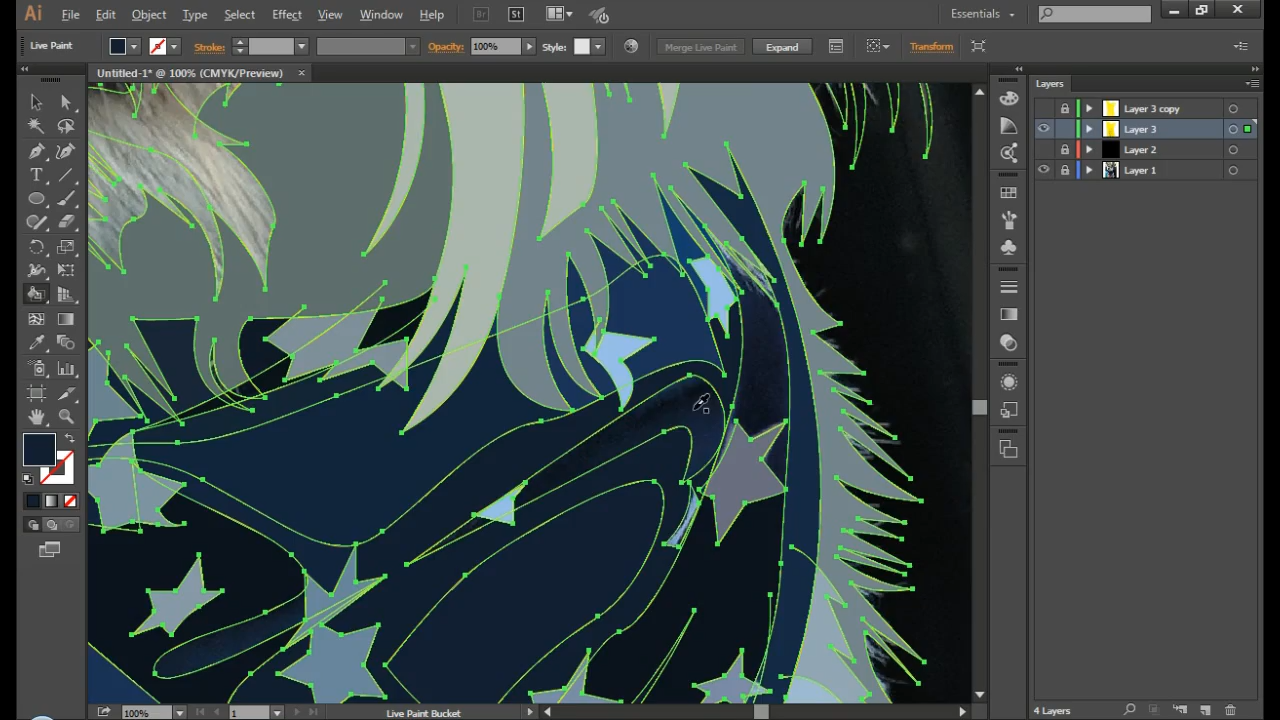 Ai File Edit Object Type Select Effect View Window Help Br St Essentials
Live Paint Stroke: Opacity: 100% Style: Merge Live Paint Expand Transform
Untitled-1* @ 100% (CMYK/Preview) ×
Layers
Layer 3 copy
Layer 3
Layer 2
Layer 1
100% 1 Live Paint Bucket 4 Layers